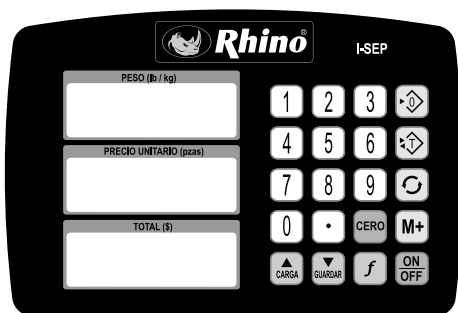 Rhino®
I-SEP
PESO (lb / kg)
PRECIO UNITARIO (pzas)
TOTAL ($)
1 2 3 0
4 5 6 T
7 8 9
0 . CERO M+
CARGA GUARDAR f ON
OFF